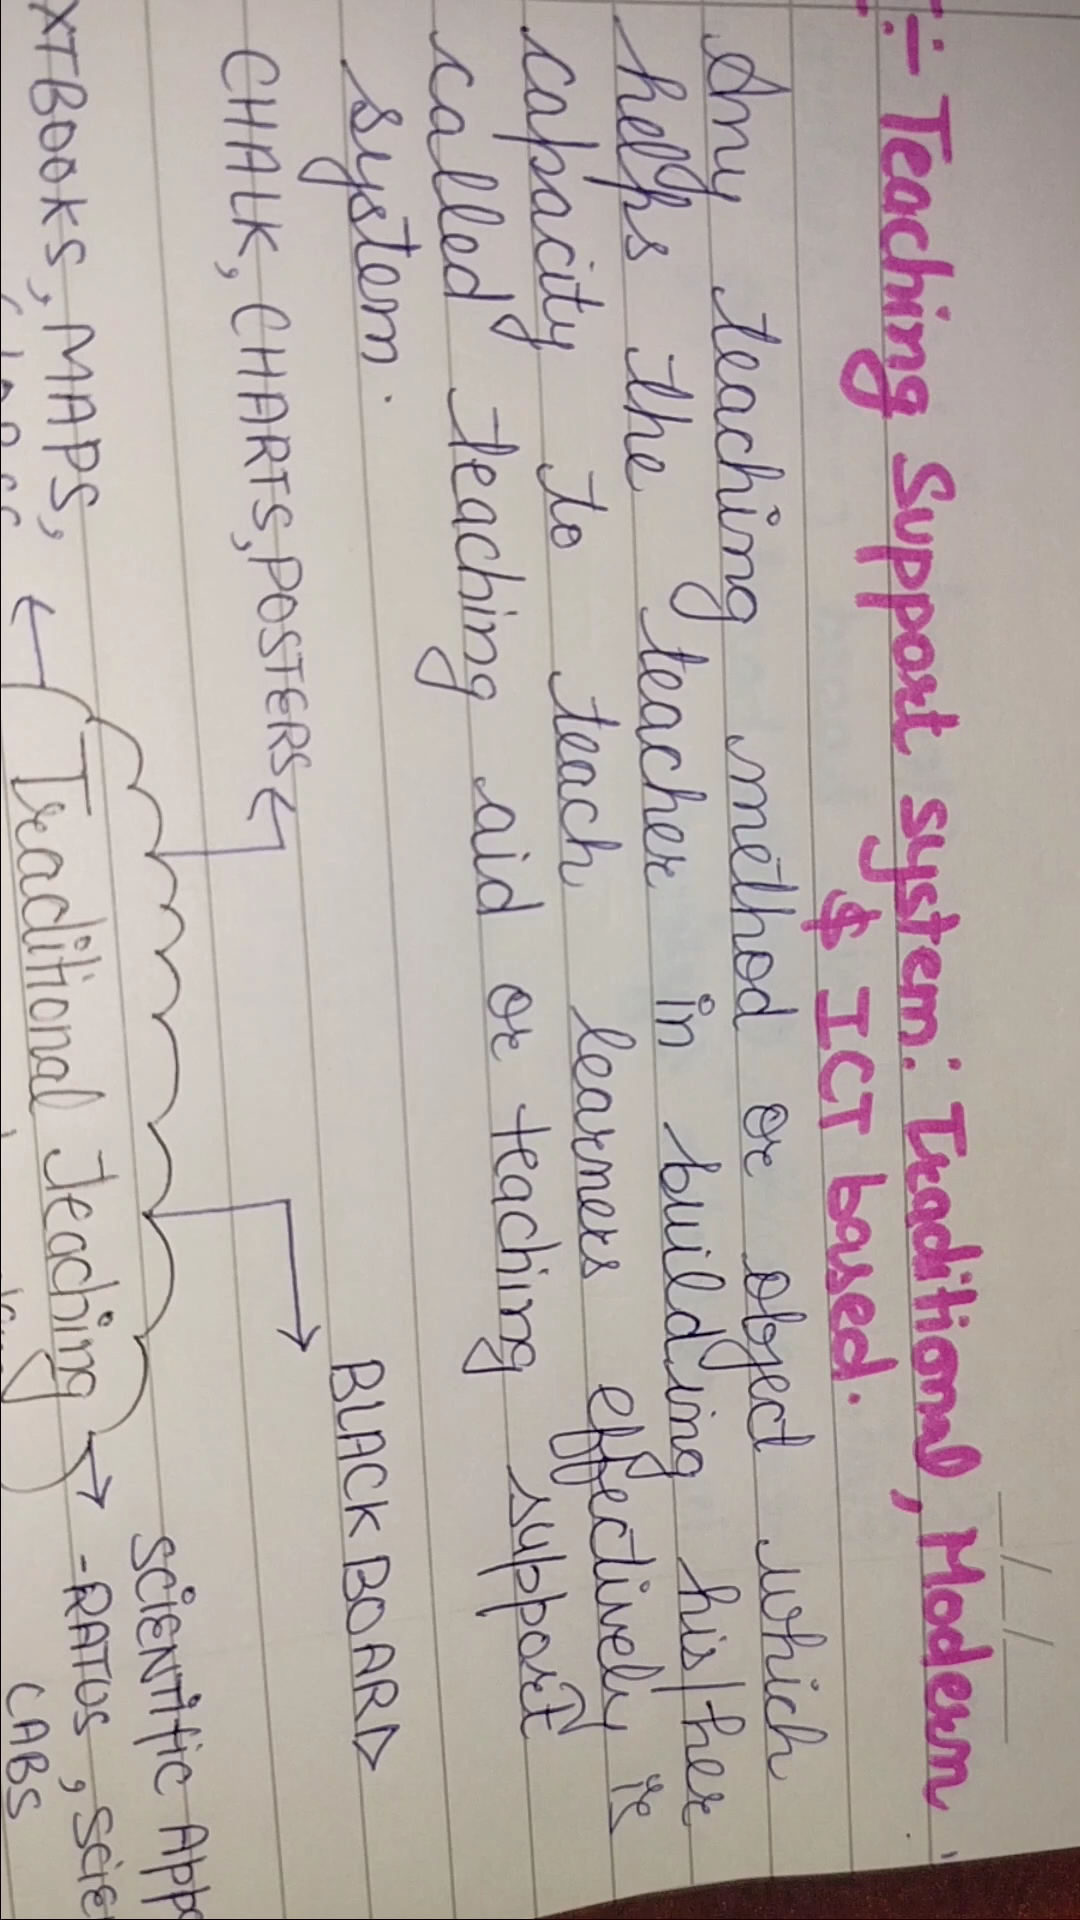 :- Teaching Support system: Traditional, Modern
& ICT based.
Any teaching method or object which
helps the teacher in building his/her
capacity to teach learners effectively is
called teaching aid or teaching support
system.
BLACK BOARD
CHALK, CHARTS, POSTERS
SCIENTIfic App
XTBOOKS, MAPS,
-RATUS, SCIE
Traditional Teaching
LABS